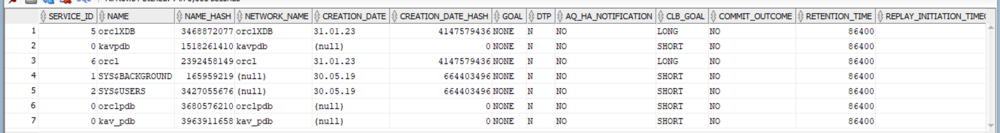 SERVICE_ID NAME NAME_HASH NETWORK_NAME CREATION_DATE CREATION_DATE_HASH GOAL DTP AQ_HA_NOTIFICATION CLB_GOAL COMMIT_OUTCOME RETENTION_TIME REPLAY_INITIATION_TIME
1 5 orclXDB 3468872077 orclXDB 31.01.23 4147579436 NONE N NO LONG NO 86400
2 0 kavpdb 1518261410 kavpdb (null) 0 NONE N NO SHORT NO 86400
3 6 orcl 2392458149 orcl 31.01.23 4147579436 NONE N NO LONG NO 86400
4 1 SYS$BACKGROUND 165959219 (null) 30.05.19 664403496 NONE N NO SHORT NO 86400
5 2 SYS$USERS 3427055676 (null) 30.05.19 664403496 NONE N NO SHORT NO 86400
6 0 orclpdb 3680576210 orclpdb (null) 0 NONE N NO SHORT NO 86400
7 0 kav_pdb 3963911658 kav_pdb (null) 0 NONE N NO SHORT NO 86400